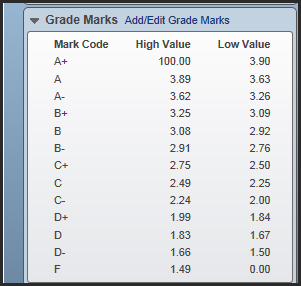 Grade Marks Add/Edit Grade Marks
Mark Code High Value Low Value
A+ 100.00 3.90
A 3.89 3.63
A- 3.62 3.26
B+ 3.25 3.09
B 3.08 2.92
B- 2.91 2.76
C+ 2.75 2.50
C 2.49 2.25
C- 2.24 2.00
D+ 1.99 1.84
D 1.83 1.67
D- 1.66 1.50
F 1.49 0.00